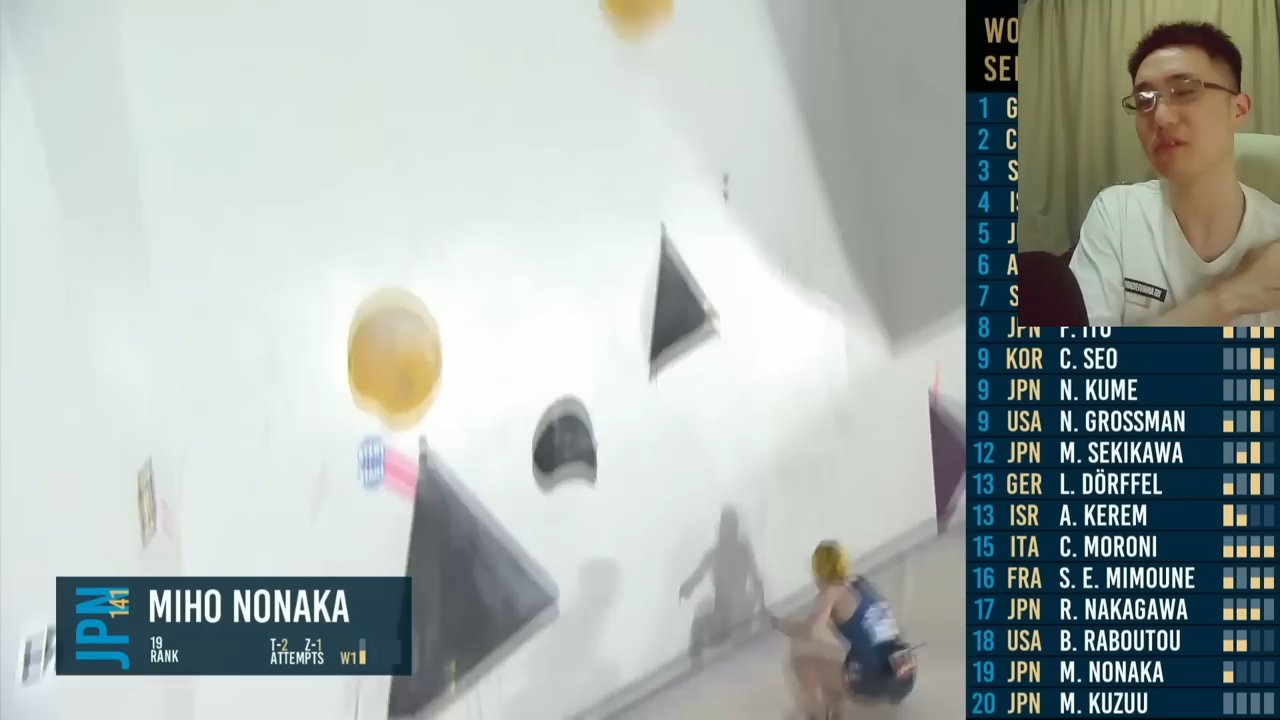 WO
SE
1 G
2 C
3 S
4 I
5 J
6 A
7 S
8 JPN F. ITO
9 KOR C. SEO
9 JPN N. KUME
9 USA N. GROSSMAN
12 JPN M. SEKIKAWA
13 GER L. DÖRFFEL
13 ISR A. KEREM
15 ITA C. MORONI
16 FRA S. E. MIMOUNE
17 JPN R. NAKAGAWA
18 USA B. RABOUTOU
19 JPN M. NONAKA
20 JPN M. KUZUU
JPN 141
MIHO NONAKA
19 T-2 Z-1
RANK ATTEMPTS W1